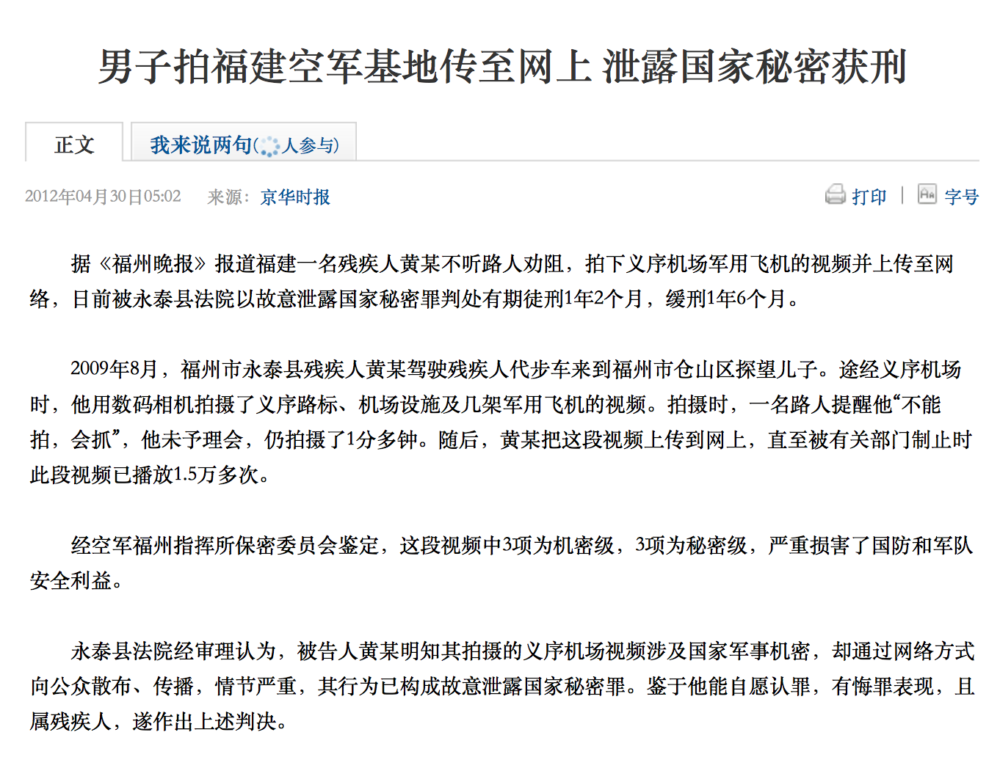 男子拍福建空军基地传至网上 泄露国家秘密获刑
正文 我来说两句(人参与)
2012年04月30日05:02 来源：京华时报 打印 | 字号
据《福州晚报》报道福建一名残疾人黄某不听路人劝阻，拍下义序机场军用飞机的视频并上传至网
络，日前被永泰县法院以故意泄露国家秘密罪判处有期徒刑1年2个月，缓刑1年6个月。
2009年8月，福州市永泰县残疾人黄某驾驶残疾人代步车来到福州市仓山区探望儿子。途经义序机场
时，他用数码相机拍摄了义序路标、机场设施及几架军用飞机的视频。拍摄时，一名路人提醒他“不能
拍，会抓”，他未予理会，仍拍摄了1分多钟。随后，黄某把这段视频上传到网上，直至被有关部门制止时
此段视频已播放1.5万多次。
经空军福州指挥所保密委员会鉴定，这段视频中3项为机密级，3项为秘密级，严重损害了国防和军队
安全利益。
永泰县法院经审理认为，被告人黄某明知其拍摄的义序机场视频涉及国家军事机密，却通过网络方式
向公众散布、传播，情节严重，其行为已构成故意泄露国家秘密罪。鉴于他能自愿认罪，有悔罪表现，且
属残疾人，遂作出上述判决。